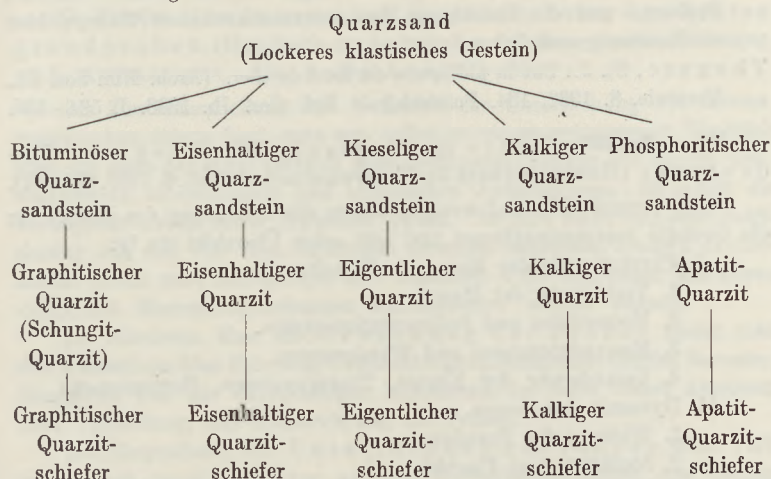 Quarzsand
(Lockeres klastisches Gestein)
Bituminöser Eisenhaltiger Kieseliger Kalkiger Phosphoritischer
Quarz- Quarz- Quarz- Quarz- Quarz-
sandstein sandstein sandstein sandstein sandstein
Graphitischer Eisenhaltiger Eigentlicher Kalkiger Apatit-
Quarzit Quarzit Quarzit Quarzit Quarzit
(Schungit-
Quarzit)
Graphitischer Eisenhaltiger Eigentlicher Kalkiger Apatit-
Quarzit- Quarzit- Quarzit- Quarzit- Quarzit-
schiefer schiefer schiefer schiefer schiefer